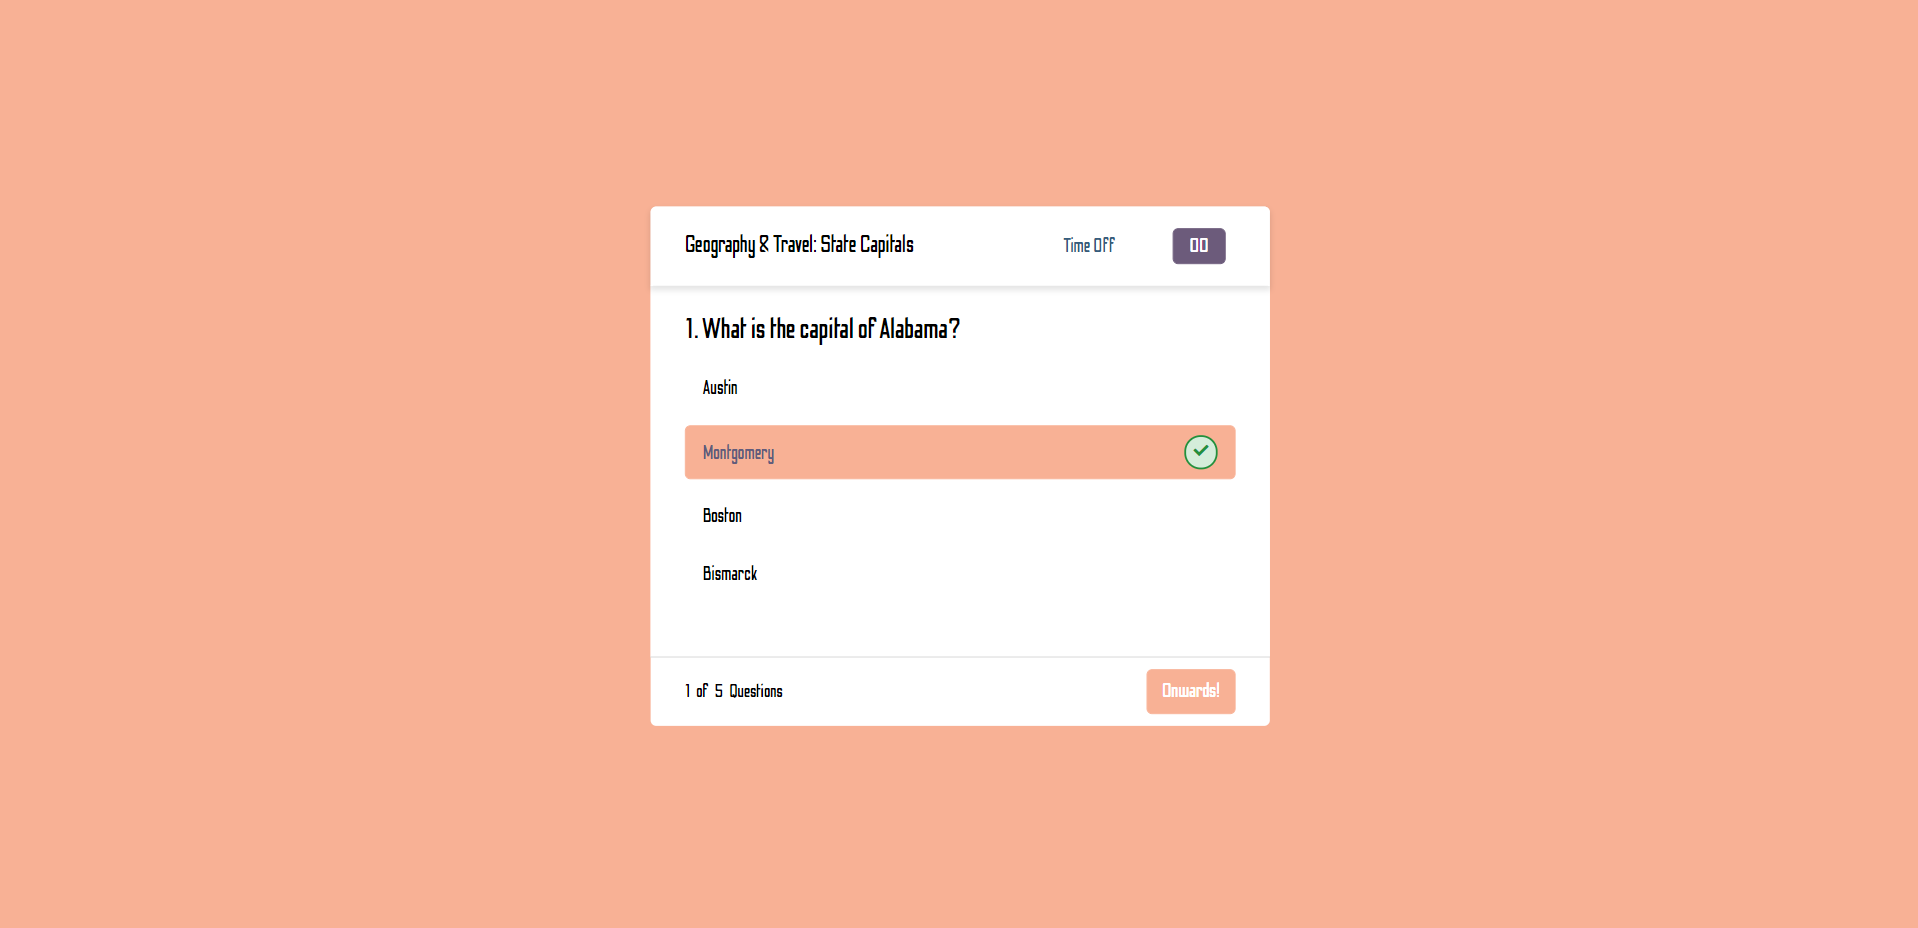 Geography & Travel: State Capitals
Time Off
00
1. What is the capital of Alabama?
Austin
Montgomery
Boston
Bismarck
1 of 5 Questions
Onwards!